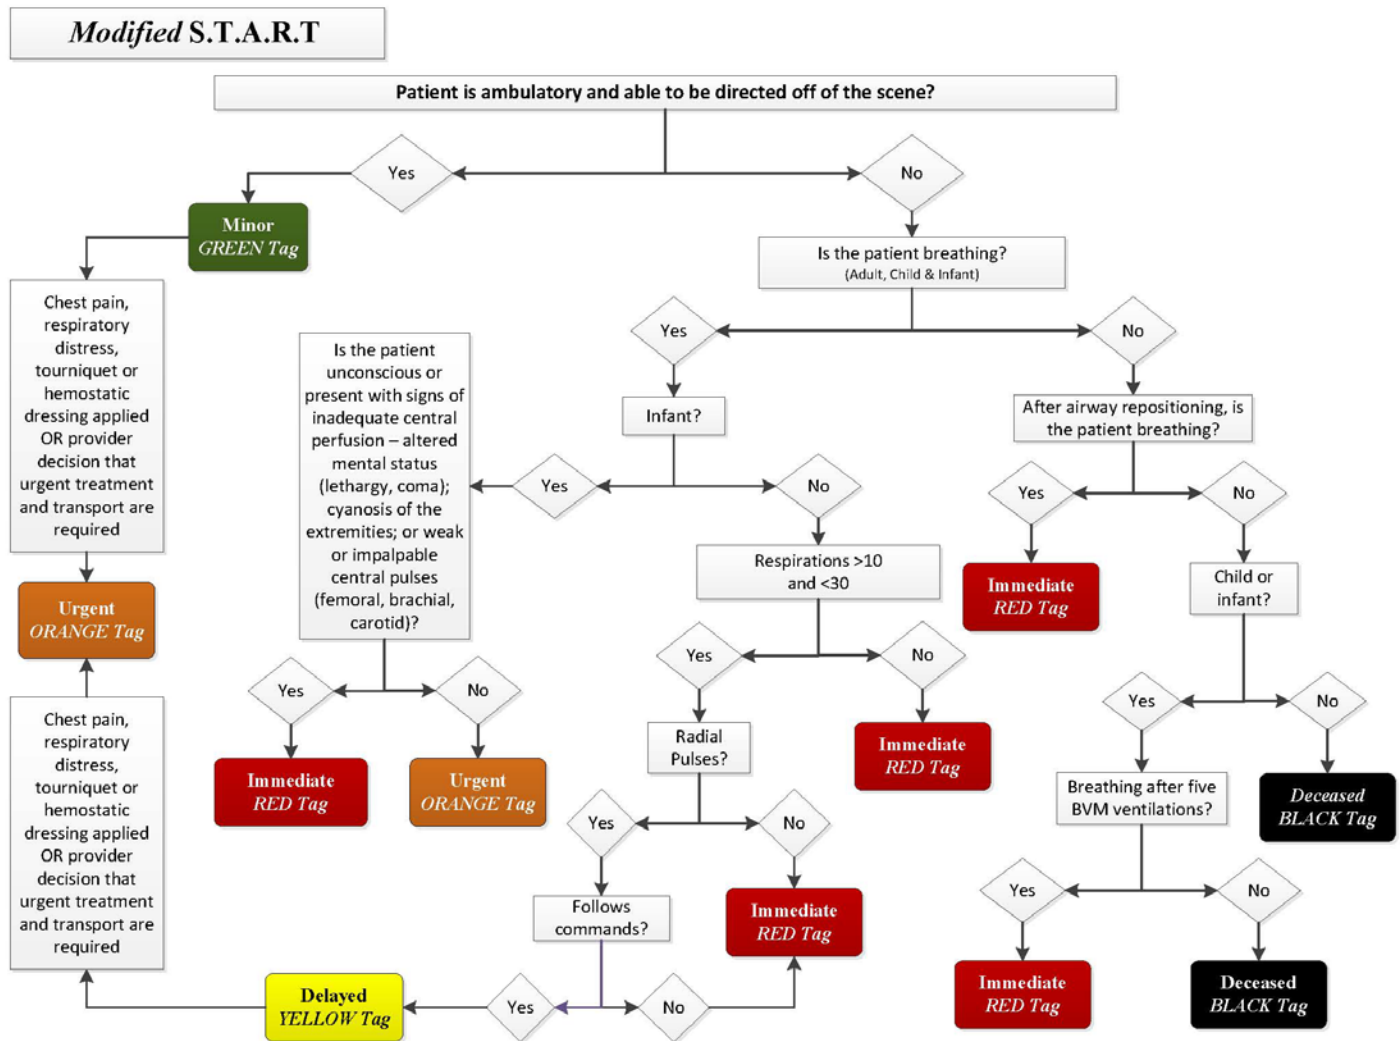 Modified S.T.A.R.T
Patient is ambulatory and able to be directed off of the scene?
Yes
No
Minor
GREEN Tag
Is the patient breathing?
(Adult, Child & Infant)
Chest pain,
respiratory
distress,
tourniquet or
hemostatic
dressing applied
OR provider
decision that
urgent treatment
and transport are
required
Yes
No
Is the patient
unconscious or
present with signs of
inadequate central
perfusion – altered
mental status
(lethargy, coma);
cyanosis of the
extremities; or weak
or impalpable
central pulses
(femoral, brachial,
carotid)?
Infant?
After airway repositioning, is
the patient breathing?
Yes
No
Yes
No
Respirations >10
and <30
Immediate
RED Tag
Child or
infant?
Urgent
ORANGE Tag
Yes
No
Yes
No
Yes
No
Immediate
RED Tag
Urgent
ORANGE Tag
Radial
Pulses?
Immediate
RED Tag
Breathing after five
BVM ventilations?
Deceased
BLACK Tag
Chest pain,
respiratory
distress,
tourniquet or
hemostatic
dressing applied
OR provider
decision that
urgent treatment
and transport are
required
Yes
No
Yes
No
Follows
commands?
Immediate
RED Tag
Immediate
RED Tag
Deceased
BLACK Tag
Delayed
YELLOW Tag
Yes
No